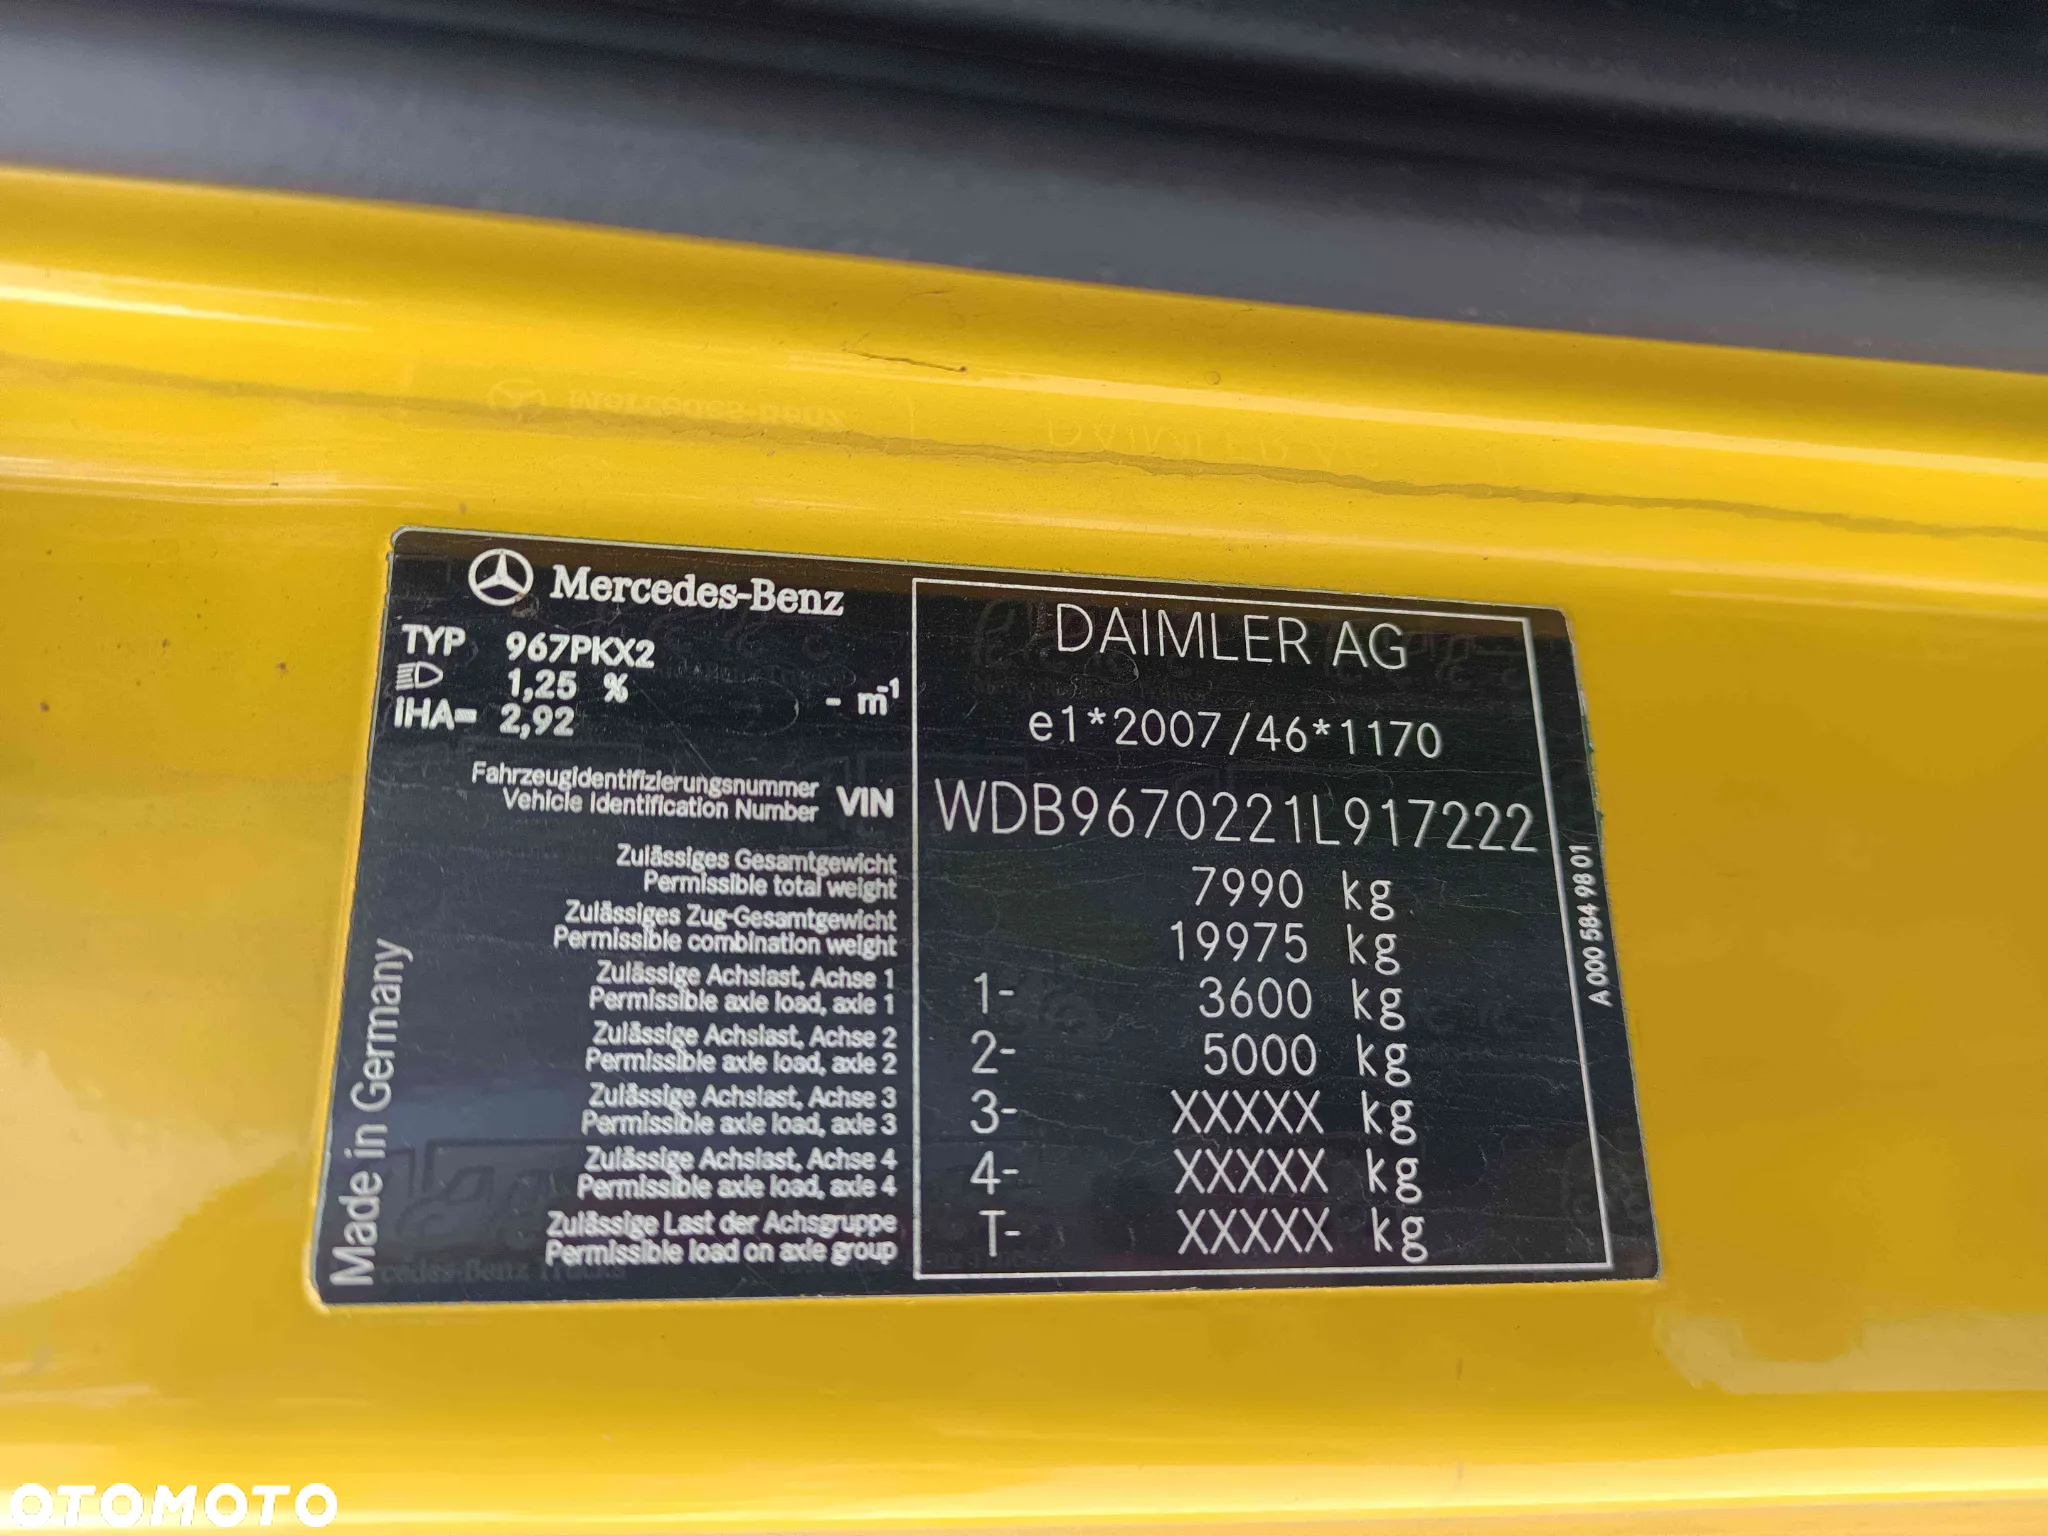 Mercedes-Benz
TYP 967PKX2
1,25 % - m-1
iHA= 2,92
Fahrzeugidentifizierungsnummer
Vehicle Identification Number VIN
Zulässiges Gesamtgewicht
Permissible total weight
Zulässiges Zug-Gesamtgewicht
Permissible combination weight
Zulässige Achslast, Achse 1
Permissible axle load, axle 1
Zulässige Achslast, Achse 2
Permissible axle load, axle 2
Zulässige Achslast, Achse 3
Permissible axle load, axle 3
Zulässige Achslast, Achse 4
Permissible axle load, axle 4
Zulässige Last der Achsgruppe
Permissible load on axle group
Made in Germany
DAIMLER AG
e1*2007/46*1170
WDB9670221L917222
7990 kg
19975 kg
1- 3600 kg
2- 5000 kg
3- XXXXX kg
4- XXXXX kg
T- XXXXX kg
A 000 584 98 01
OTOMOTO